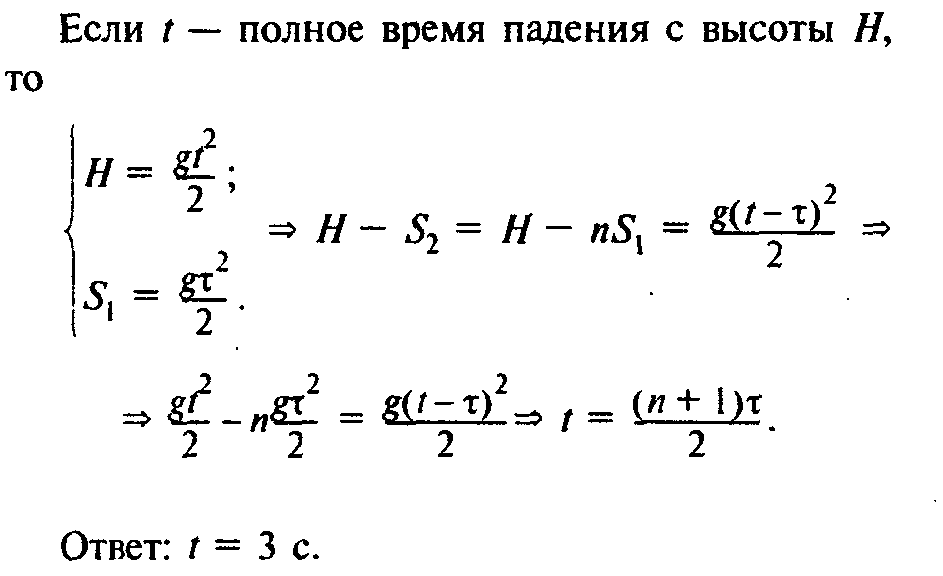 Если t — полное время падения с высоты H,
то
H = gt²/2 ;
S₁ = gτ²/2 .
⇒ H − S₂ = H − nS₁ = g(t − τ)²/2 ⇒
⇒ gt²/2 − n gτ²/2 = g(t − τ)²/2 ⇒ t = (n + 1)τ/2 .
Ответ: t = 3 с.